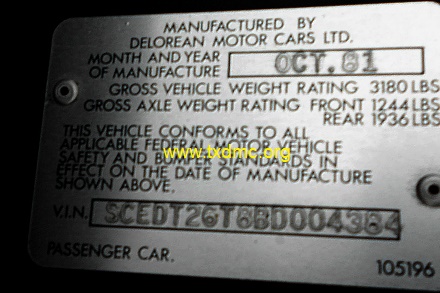 MANUFACTURED BY
DELOREAN MOTOR CARS LTD.
MONTH AND YEAR
OF MANUFACTURE OCT.81
GROSS VEHICLE WEIGHT RATING 3180 LBS
GROSS AXLE WEIGHT RATING FRONT 1244 LBS
REAR 1936 LBS
THIS VEHICLE CONFORMS TO ALL
APPLICABLE FEDERAL MOTOR VEHICLE
www.txdmc.org
SAFETY AND BUMPER STANDARDS IN
EFFECT ON THE DATE OF MANUFACTURE
SHOWN ABOVE.
V.I.N. SCEDT26T8BD004384
PASSENGER CAR.
105196